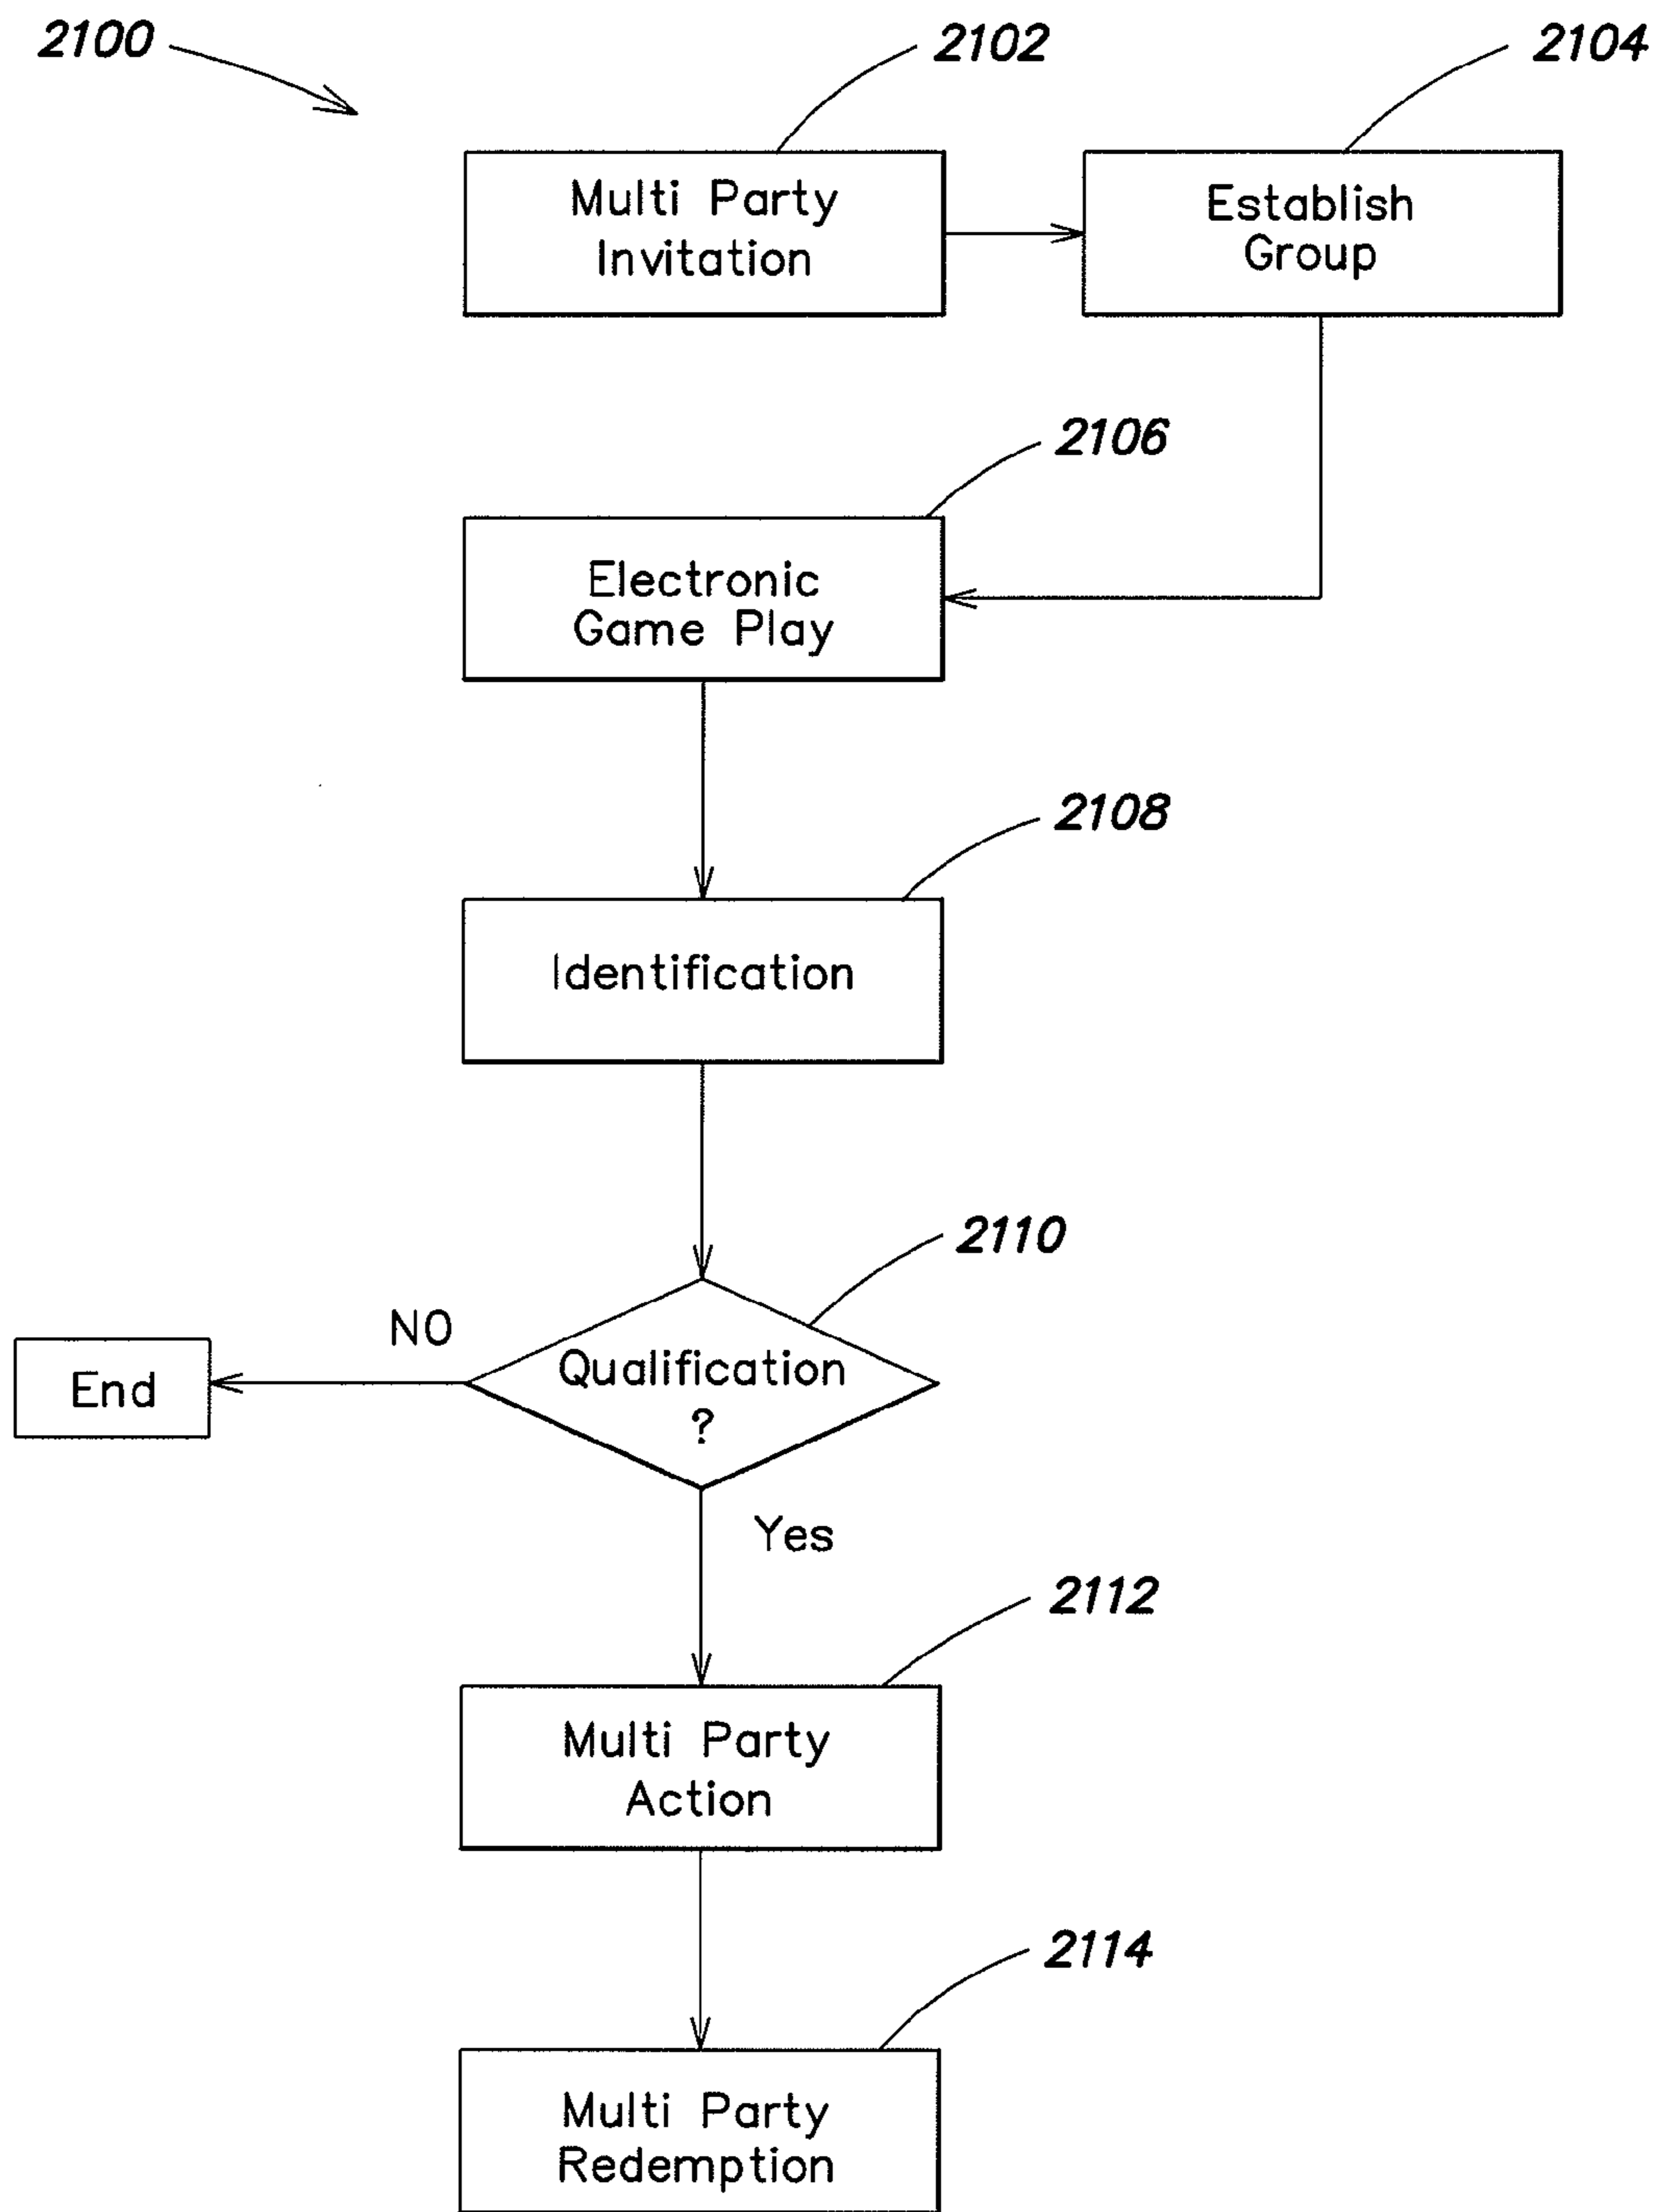 2100
2102
2104
Multi Party
Invitation
Establish
Group
2106
Electronic
Game Play
2108
Identification
2110
NO
Qualification
?
End
Yes
2112
Multi Party
Action
2114
Multi Party
Redemption